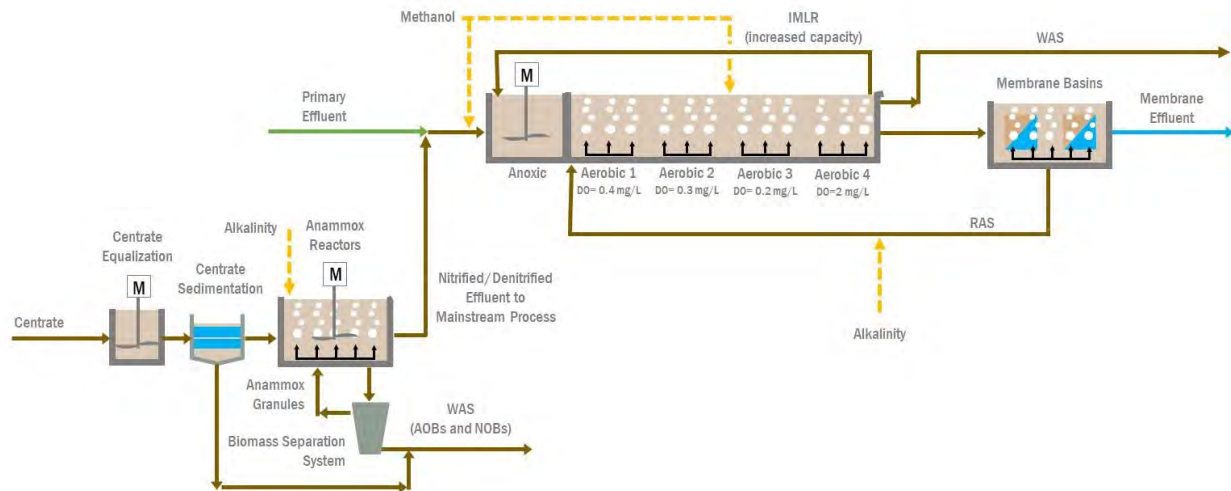 Methanol
IMLR
(increased capacity)
WAS
M
Primary
Effluent
Membrane Basins
Membrane
Effluent
Anoxic
Aerobic 1
DO= 0.4 mg/L
Aerobic 2
DO= 0.3 mg/L
Aerobic 3
DO= 0.2 mg/L
Aerobic 4
DO=2 mg/L
RAS
Alkalinity
Centrate
Equalization
Alkalinity
Anammox
Reactors
M
Centrate
Sedimentation
M
Nitrified/Denitrified
Effluent to
Mainstream Process
Centrate
Anammox
Granules
Biomass Separation
System
WAS
(AOBs and NOBs)